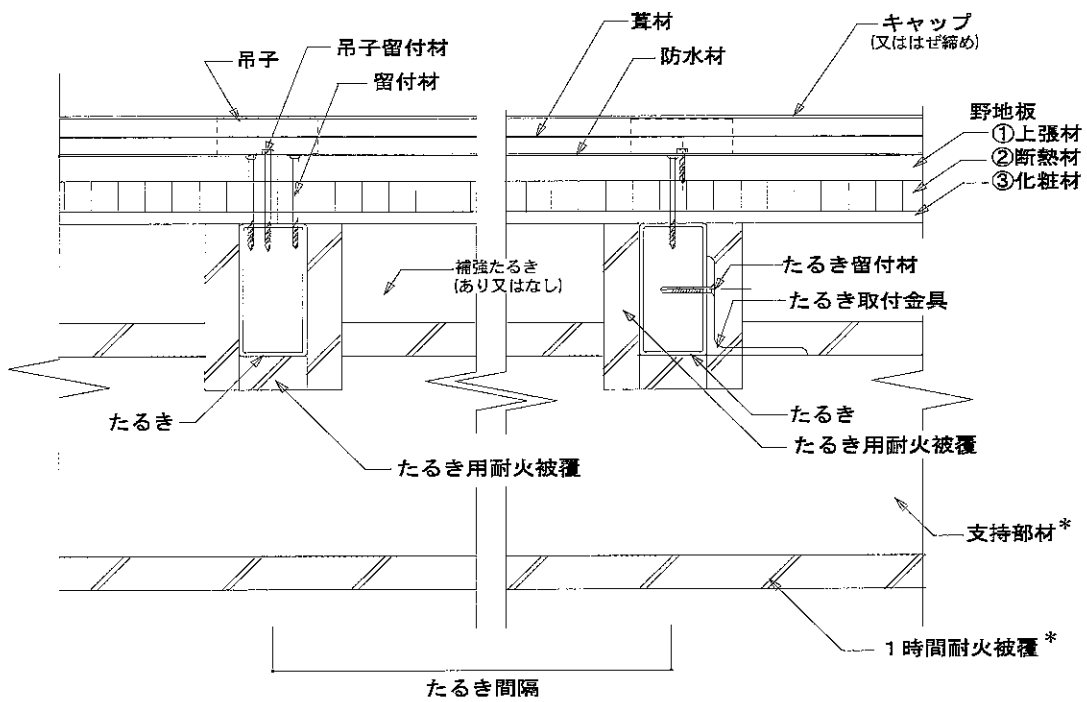 葺材
キャップ
(又ははぜ締め)
吊子留付材
吊子
防水材
留付材
野地板
①上張材
②断熱材
③化粧材
補強たるき
(あり又はなし)
たるき留付材
たるき取付金具
たるき
たるき
たるき用耐火被覆
たるき用耐火被覆
支持部材*
1時間耐火被覆*
たるき間隔